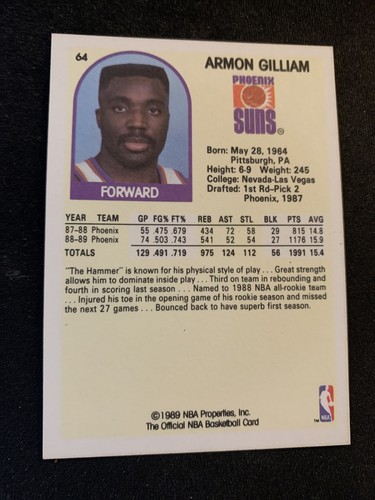 64
ARMON GILLIAM
PHOENIX
SUNS
Born: May 28, 1964
Pittsburgh, PA
Height: 6-9 Weight: 245
College: Nevada-Las Vegas
Drafted: 1st Rd–Pick 2
Phoenix, 1987
FORWARD
YEAR TEAM GP FG% FT% REB AST STL BLK PTS AVG
87-88 Phoenix 55 .475 .679 434 72 58 29 815 14.8
88-89 Phoenix 74 .503 .743 541 52 54 27 1176 15.9
TOTALS 129 .491 .719 975 124 112 56 1991 15.4
"The Hammer" is known for his physical style of play . . . Great strength
allows him to dominate inside play . . . Third on team in rebounding and
fourth in scoring last season . . . Named to 1988 NBA all-rookie team
. . . Injured his toe in the opening game of his rookie season and missed
the next 27 games . . . Bounced back to have superb first season.
©1989 NBA Properties, Inc.
The Official NBA Basketball Card
NBA